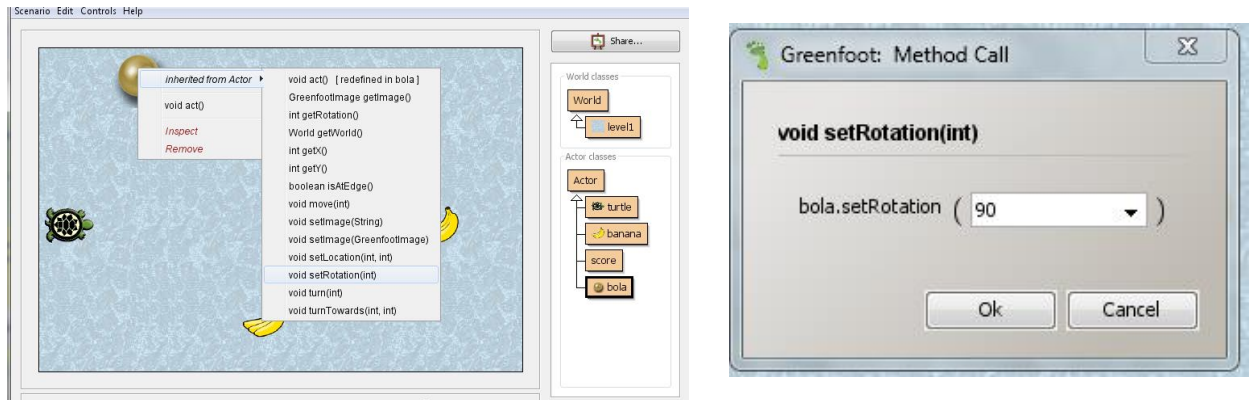 Scenario Edit Controls Help
Share...
World classes
World
level1
Actor classes
Actor
turtle
banana
score
bola
inherited from Actor
void act()
Inspect
Remove
void act() [ redefined in bola ]
GreenfootImage getImage()
int getRotation()
World getWorld()
int getX()
int getY()
boolean isAtEdge()
void move(int)
void setImage(String)
void setImage(GreenfootImage)
void setLocation(int, int)
void setRotation(int)
void turn(int)
void turnTowards(int, int)
Greenfoot: Method Call
void setRotation(int)
bola.setRotation ( 90 )
Ok Cancel